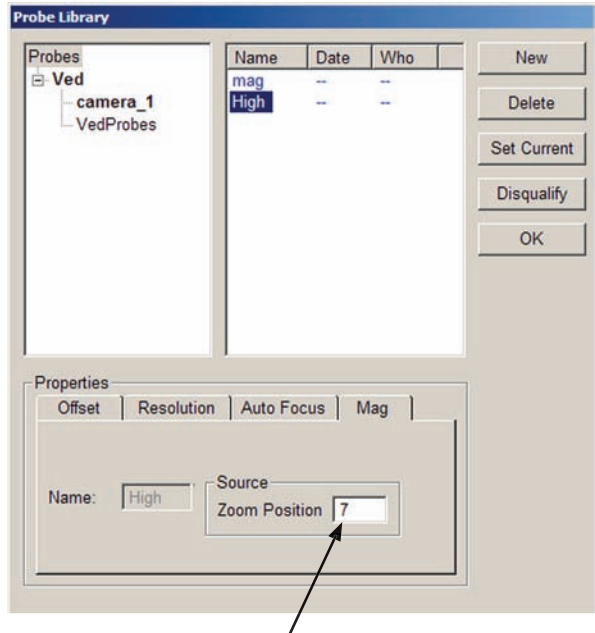 Probe Library
Probes
Ved
camera_1
VedProbes
Name Date Who
mag -- --
High -- --
New
Delete
Set Current
Disqualify
OK
Properties
Offset Resolution Auto Focus Mag
Source
Name: High Zoom Position 7